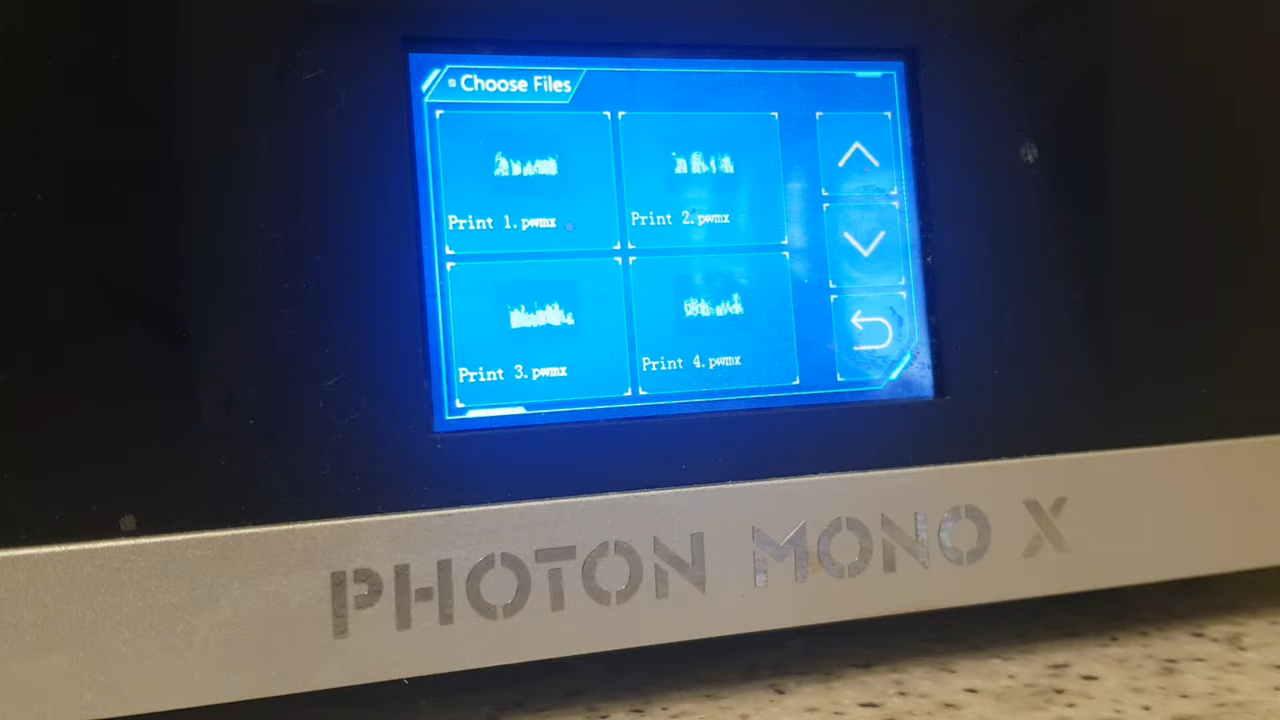 Choose Files
Print 1.pwmx
Print 2.pwmx
Print 3.pwmx
Print 4.pwmx
PHOTON MONO X